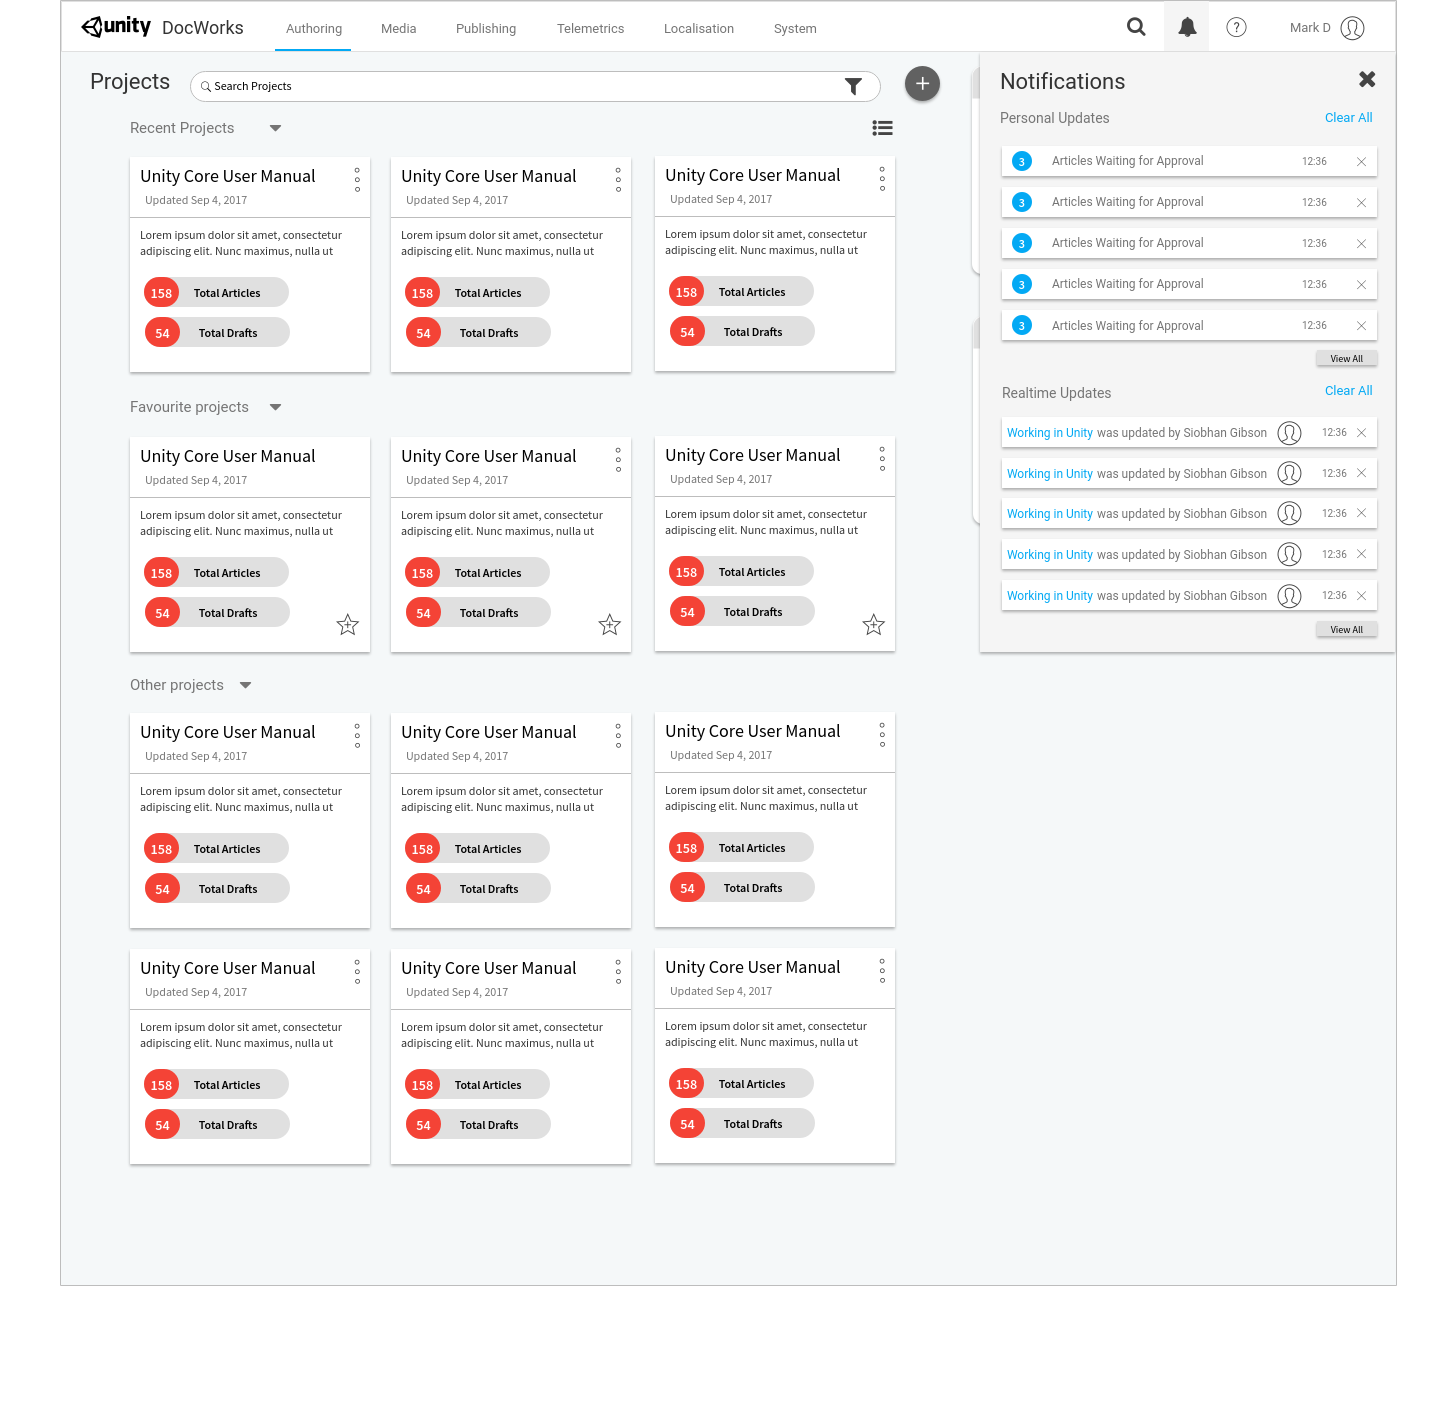 unity DocWorks Authoring Media Publishing Telemetrics Localisation System ? Mark D
Projects
Search Projects
+
Recent Projects
Unity Core User Manual
Updated Sep 4, 2017
Lorem ipsum dolor sit amet, consectetur
adipiscing elit. Nunc maximus, nulla ut
158 Total Articles
54 Total Drafts
Unity Core User Manual
Updated Sep 4, 2017
Lorem ipsum dolor sit amet, consectetur
adipiscing elit. Nunc maximus, nulla ut
158 Total Articles
54 Total Drafts
Unity Core User Manual
Updated Sep 4, 2017
Lorem ipsum dolor sit amet, consectetur
adipiscing elit. Nunc maximus, nulla ut
158 Total Articles
54 Total Drafts
Favourite projects
Unity Core User Manual
Updated Sep 4, 2017
Lorem ipsum dolor sit amet, consectetur
adipiscing elit. Nunc maximus, nulla ut
158 Total Articles
54 Total Drafts
Unity Core User Manual
Updated Sep 4, 2017
Lorem ipsum dolor sit amet, consectetur
adipiscing elit. Nunc maximus, nulla ut
158 Total Articles
54 Total Drafts
Unity Core User Manual
Updated Sep 4, 2017
Lorem ipsum dolor sit amet, consectetur
adipiscing elit. Nunc maximus, nulla ut
158 Total Articles
54 Total Drafts
Other projects
Unity Core User Manual
Updated Sep 4, 2017
Lorem ipsum dolor sit amet, consectetur
adipiscing elit. Nunc maximus, nulla ut
158 Total Articles
54 Total Drafts
Unity Core User Manual
Updated Sep 4, 2017
Lorem ipsum dolor sit amet, consectetur
adipiscing elit. Nunc maximus, nulla ut
158 Total Articles
54 Total Drafts
Unity Core User Manual
Updated Sep 4, 2017
Lorem ipsum dolor sit amet, consectetur
adipiscing elit. Nunc maximus, nulla ut
158 Total Articles
54 Total Drafts
Unity Core User Manual
Updated Sep 4, 2017
Lorem ipsum dolor sit amet, consectetur
adipiscing elit. Nunc maximus, nulla ut
158 Total Articles
54 Total Drafts
Unity Core User Manual
Updated Sep 4, 2017
Lorem ipsum dolor sit amet, consectetur
adipiscing elit. Nunc maximus, nulla ut
158 Total Articles
54 Total Drafts
Unity Core User Manual
Updated Sep 4, 2017
Lorem ipsum dolor sit amet, consectetur
adipiscing elit. Nunc maximus, nulla ut
158 Total Articles
54 Total Drafts
Notifications
Personal Updates Clear All
3 Articles Waiting for Approval 12:36
3 Articles Waiting for Approval 12:36
3 Articles Waiting for Approval 12:36
3 Articles Waiting for Approval 12:36
3 Articles Waiting for Approval 12:36
View All
Realtime Updates Clear All
Working in Unity was updated by Siobhan Gibson 12:36
Working in Unity was updated by Siobhan Gibson 12:36
Working in Unity was updated by Siobhan Gibson 12:36
Working in Unity was updated by Siobhan Gibson 12:36
Working in Unity was updated by Siobhan Gibson 12:36
View All